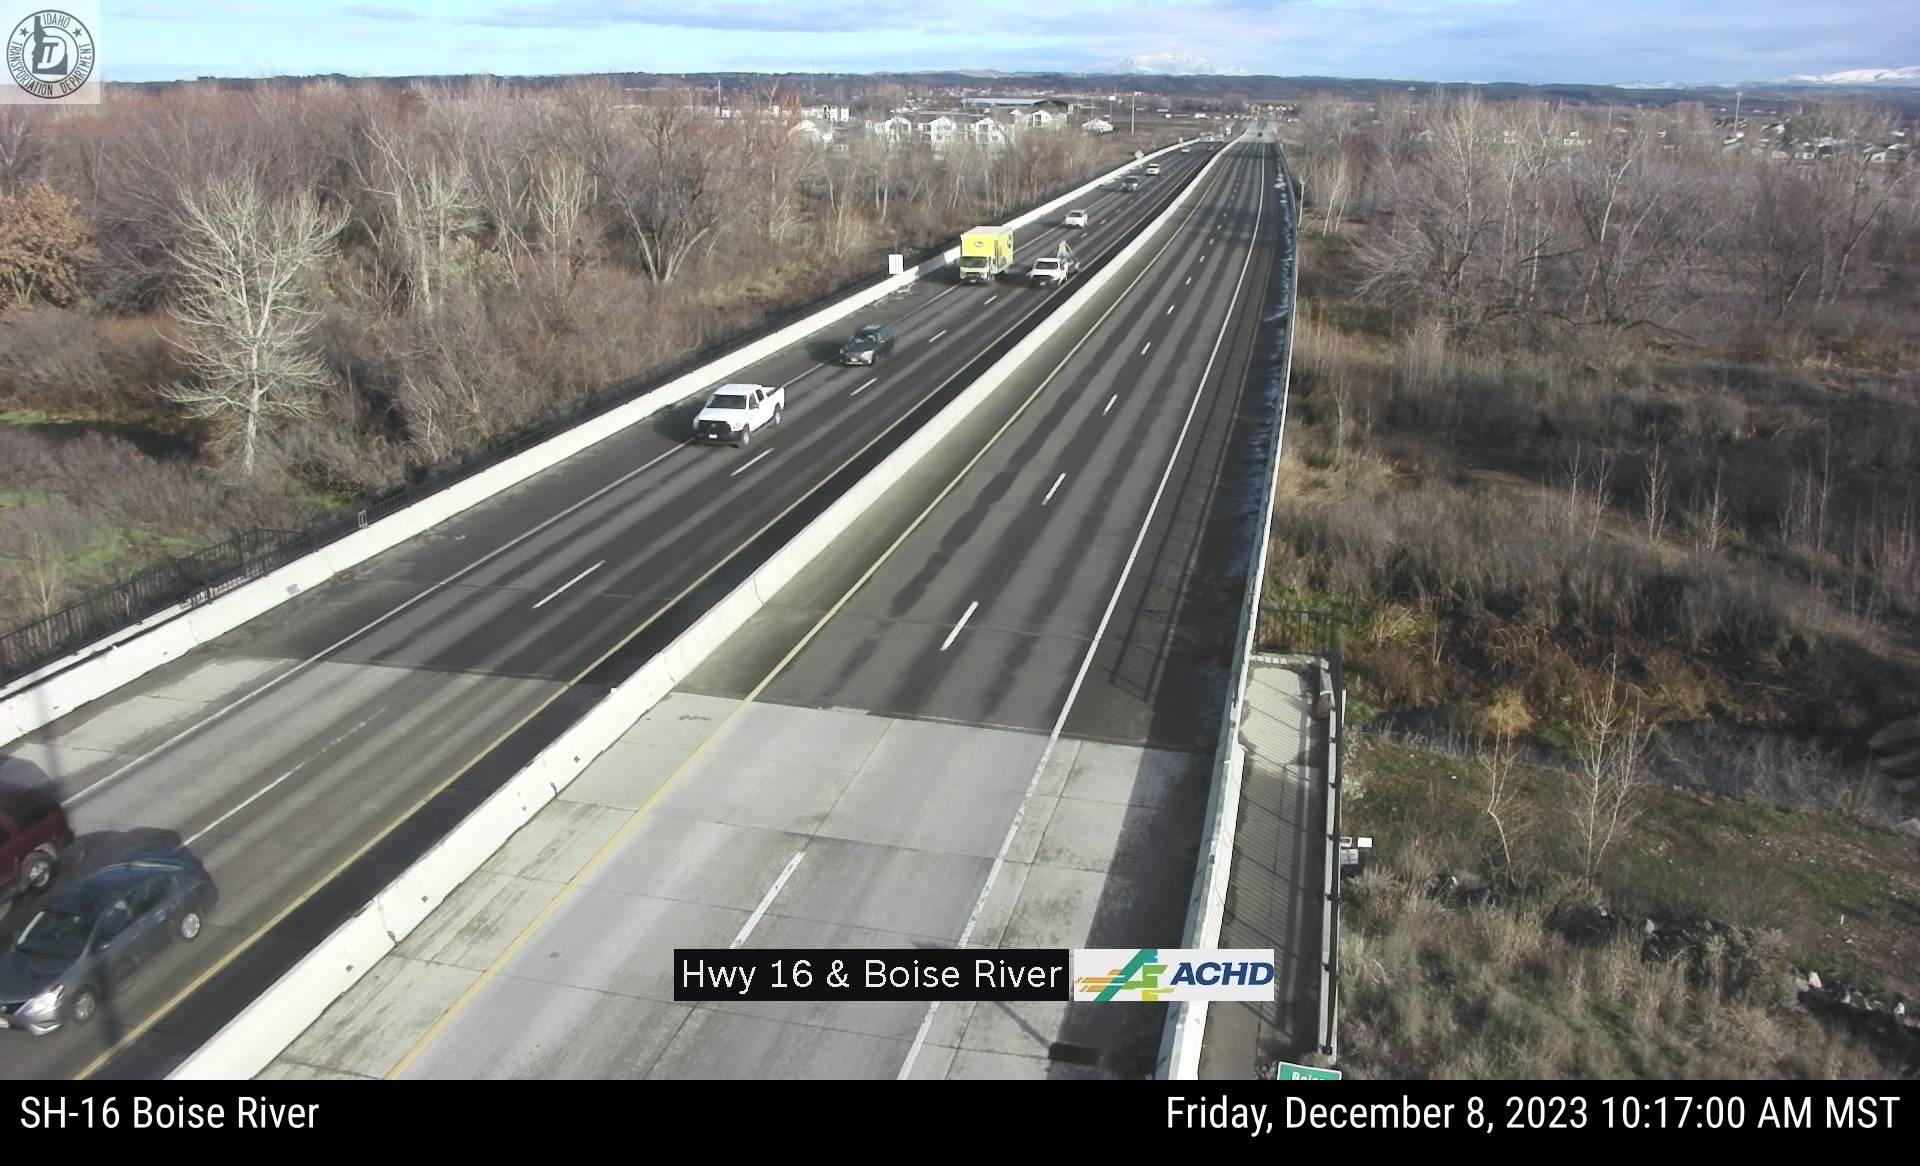 IDAHO
TRANSPORTATION DEPARTMENT
Hwy 16 & Boise River
ACHD
SH-16 Boise River
Friday, December 8, 2023 10:17:00 AM MST